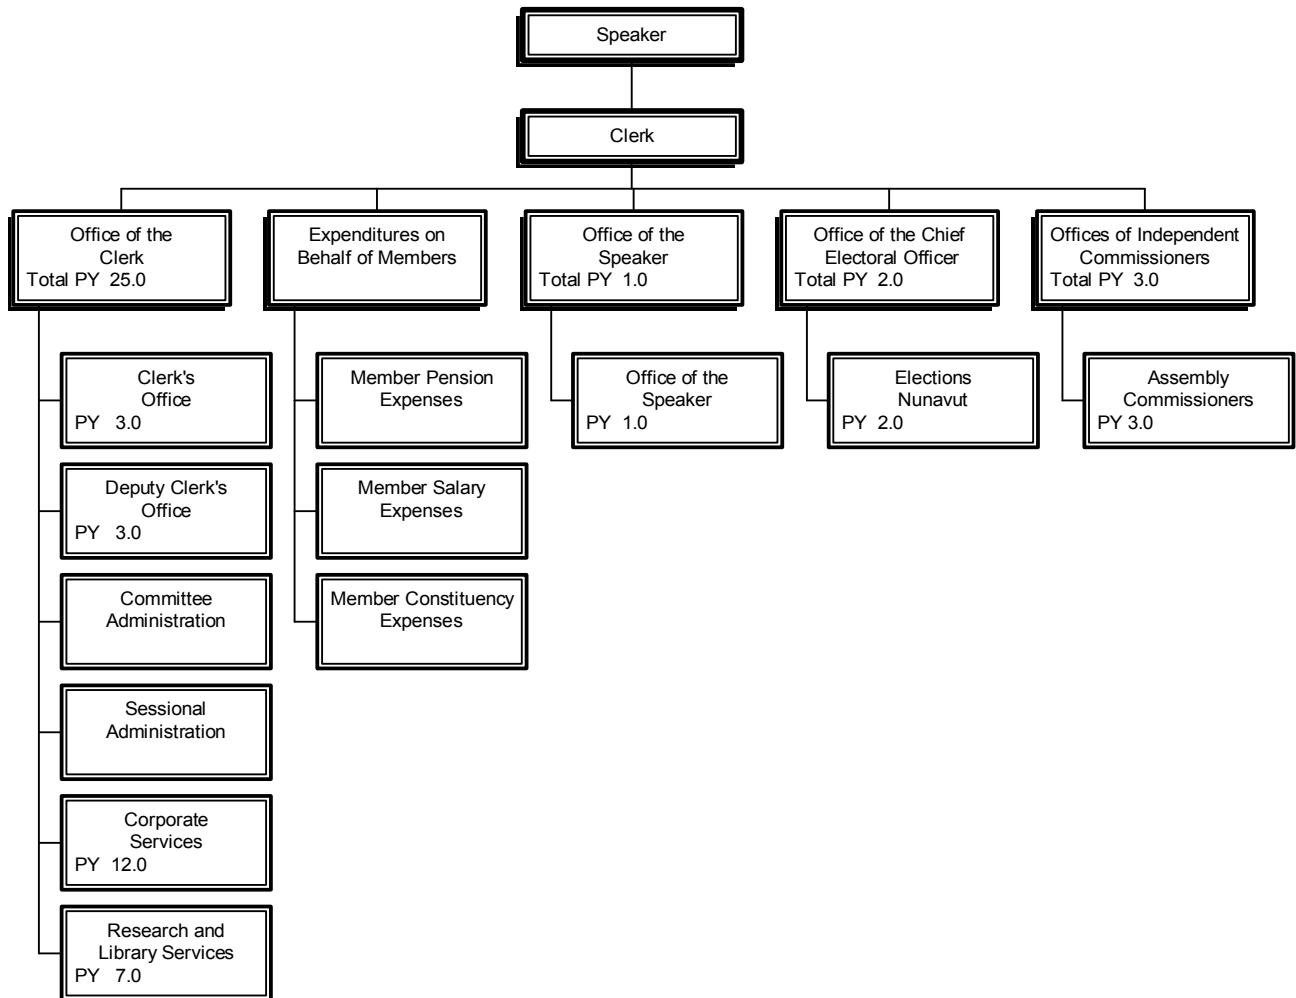 Speaker
Clerk
Office of the
Clerk
Total PY 25.0
Expenditures on
Behalf of Members
Office of the
Speaker
Total PY 1.0
Office of the Chief
Electoral Officer
Total PY 2.0
Offices of Independent
Commissioners
Total PY 3.0
Clerk's
Office
PY 3.0
Deputy Clerk's
Office
PY 3.0
Committee
Administration
Sessional
Administration
Corporate
Services
PY 12.0
Research and
Library Services
PY 7.0
Member Pension
Expenses
Member Salary
Expenses
Member Constituency
Expenses
Office of the
Speaker
PY 1.0
Elections
Nunavut
PY 2.0
Assembly
Commissioners
PY 3.0